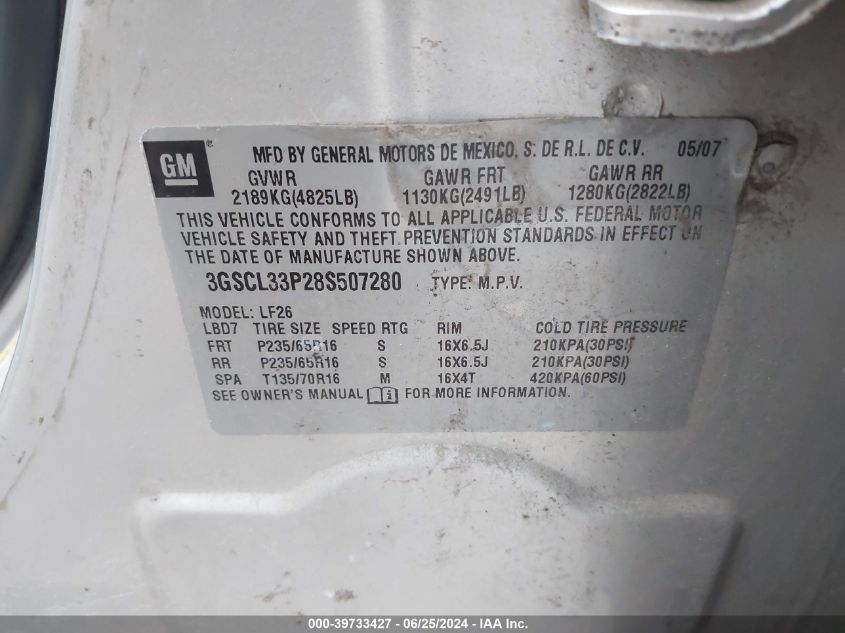 GM® MFD BY GENERAL MOTORS DE MEXICO, S. DE R.L. DE C.V. 05/07
GVWR GAWR FRT GAWR RR
2189KG(4825LB) 1130KG(2491LB) 1280KG(2822LB)
THIS VEHICLE CONFORMS TO ALL APPLICABLE U.S. FEDERAL MOTOR
VEHICLE SAFETY AND THEFT PREVENTION STANDARDS IN EFFECT ON
THE DATE OF MANUFACTURE SHOWN ABOVE.
3GSCL33P28S507280 TYPE: M.P.V.
MODEL: LF26
LBD7 TIRE SIZE SPEED RTG RIM COLD TIRE PRESSURE
FRT P235/65R16 S 16X6.5J 210KPA(30PSI)
RR P235/65R16 S 16X6.5J 210KPA(30PSI)
SPA T135/70R16 M 16X4T 420KPA(60PSI)
SEE OWNER'S MANUAL FOR MORE INFORMATION.
000-39733427 - 06/25/2024 - IAA Inc.